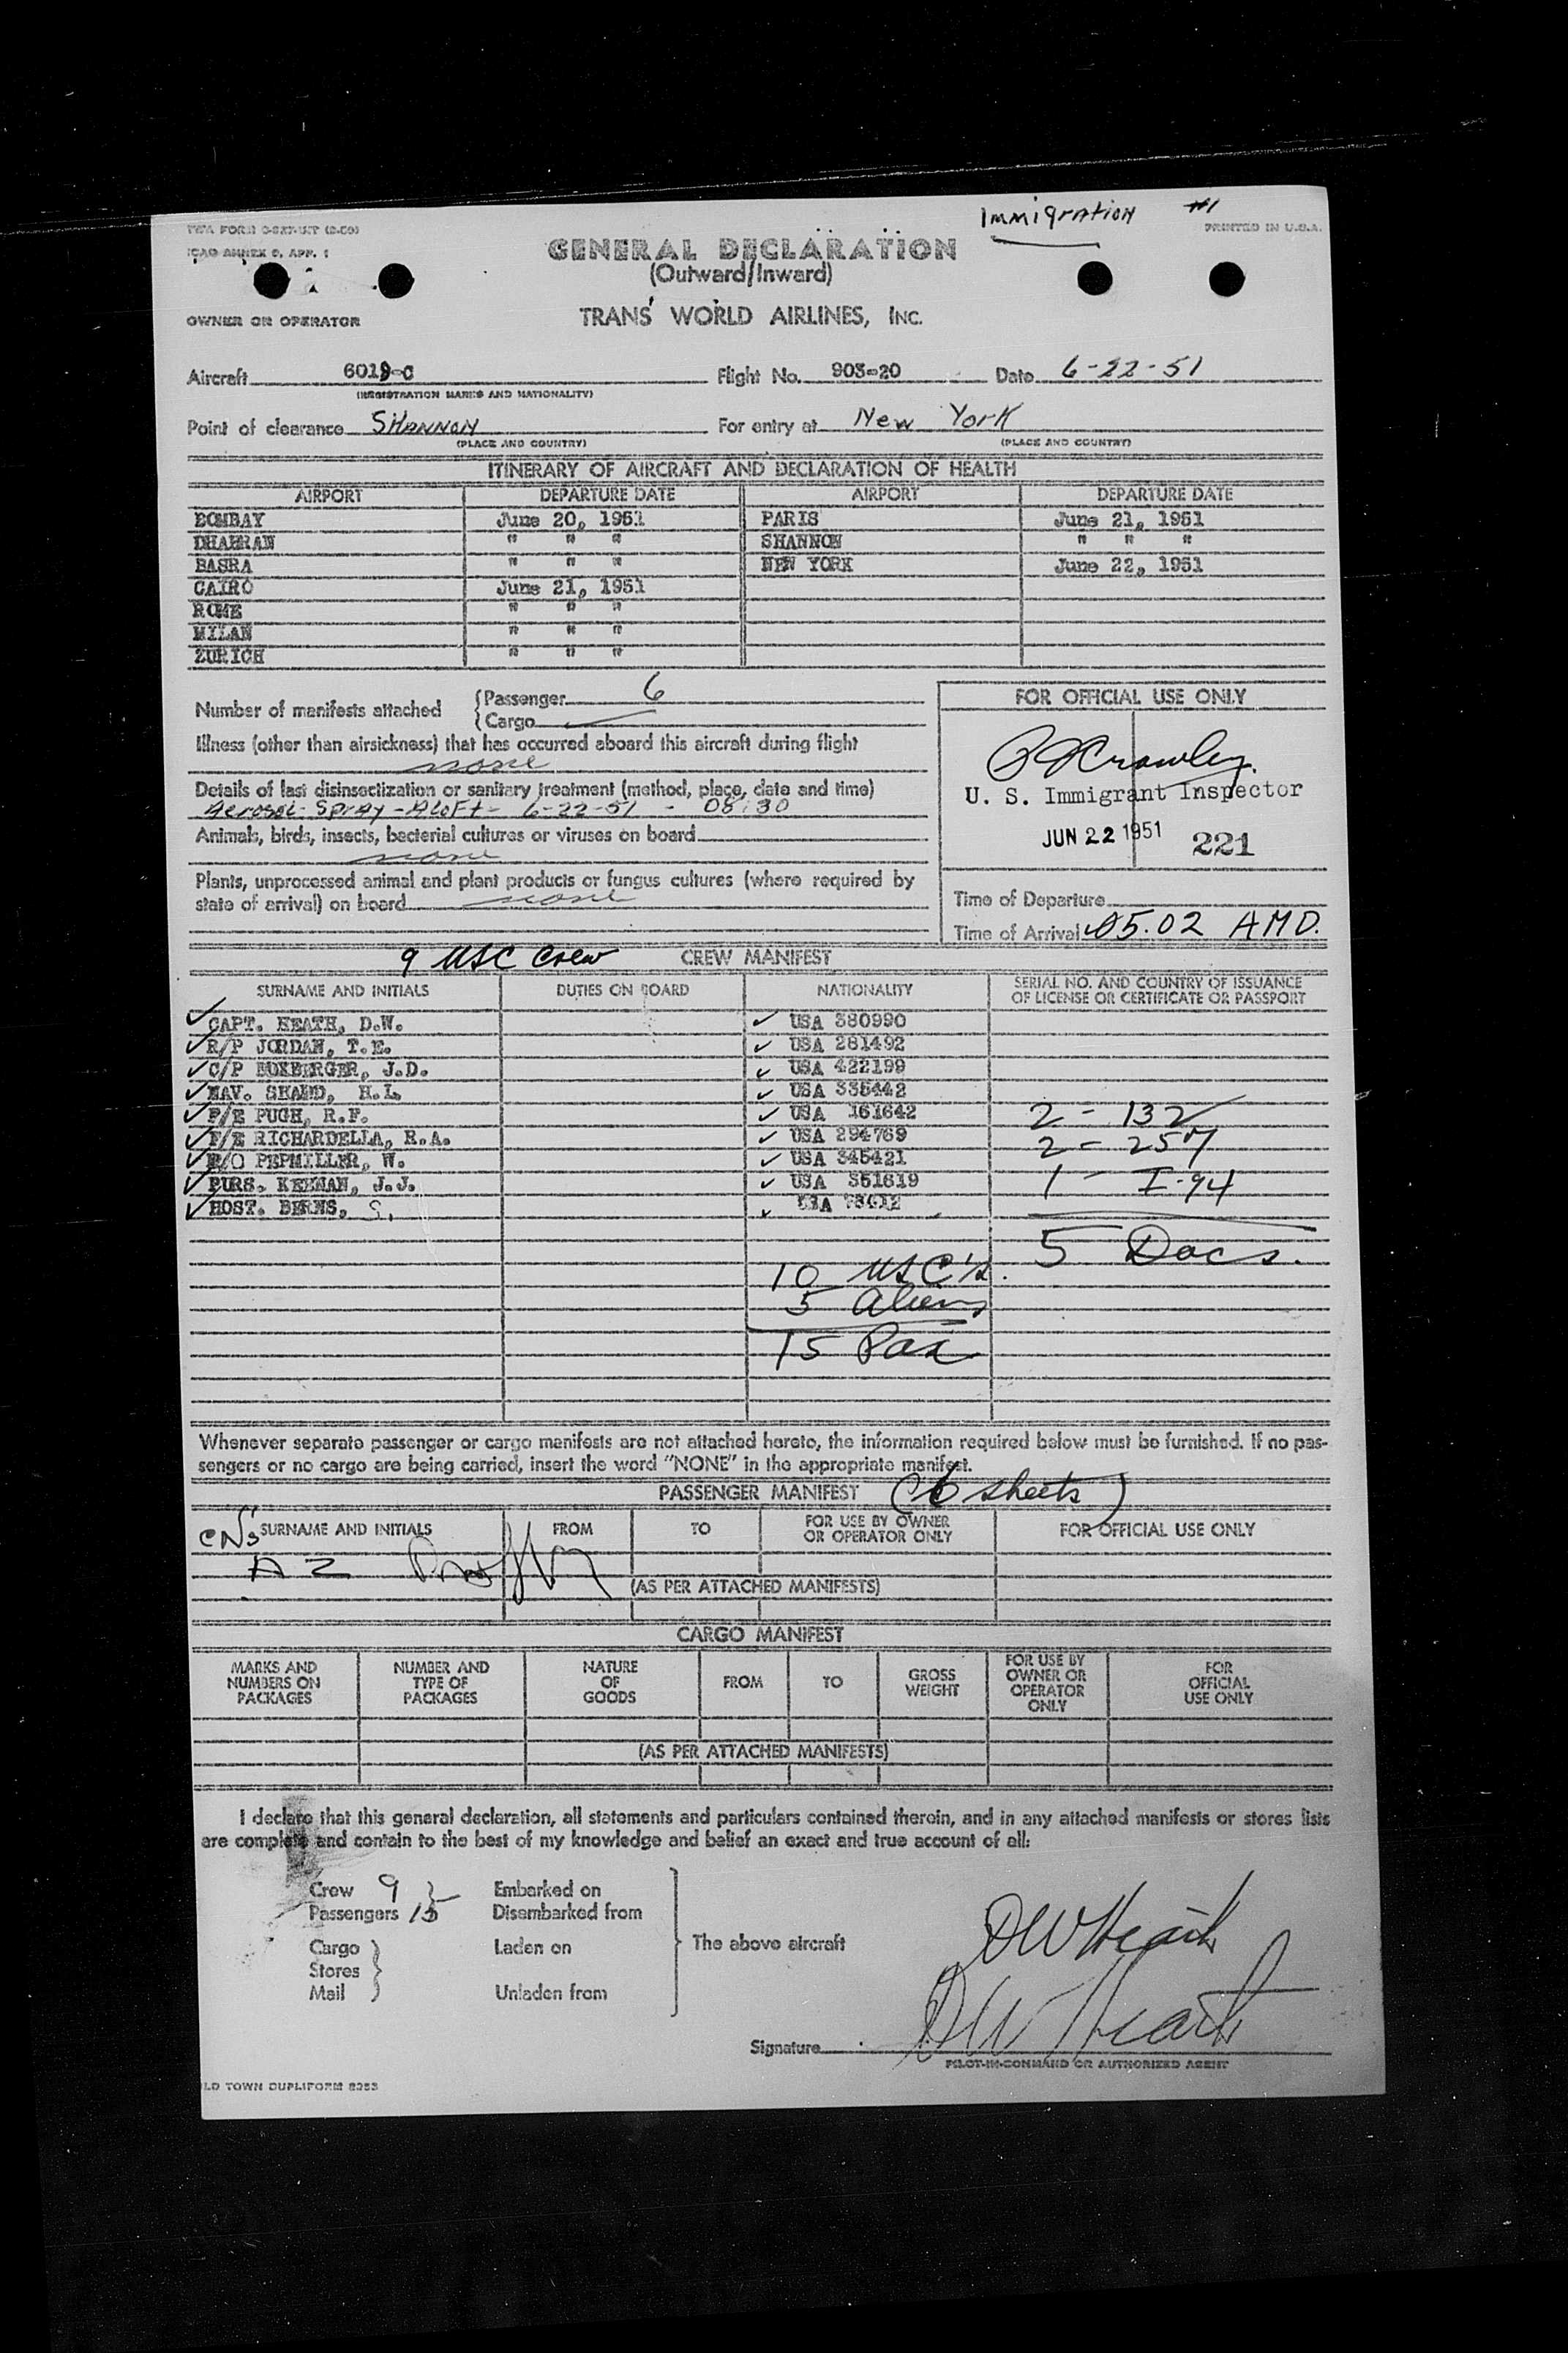 Immigration #1
TWA FORM
ICAO ANNEX 9, APP. 1
PRINTED IN U.S.A.
GENERAL DECLARATION
(Outward/Inward)
OWNER OR OPERATOR
TRANS WORLD AIRLINES, INC.
Aircraft 6019-C Flight No. 903-20 Date 6-22-51
(REGISTRATION MARKS AND NATIONALITY)
Point of clearance SHANNON For entry at New York
(PLACE AND COUNTRY) (PLACE AND COUNTRY)
ITINERARY OF AIRCRAFT AND DECLARATION OF HEALTH
AIRPORT DEPARTURE DATE AIRPORT DEPARTURE DATE
BOMBAY June 20, 1951 PARIS June 21, 1951
DHAHRAN " " " SHANNON " " "
BASRA " " " NEW YORK June 22, 1951
CAIRO June 21, 1951
ROME " " "
MILAN " " "
ZURICH " " "
Number of manifests attached
Passenger 6
Cargo
Illness (other than airsickness) that has occurred aboard this aircraft during flight
none
Details of last disinsectization or sanitary treatment (method, place, date and time)
Aerosol Spray - Aloft - 6-22-51 - 08:30
Animals, birds, insects, bacterial cultures or viruses on board
none
Plants, unprocessed animal and plant products or fungus cultures (where required by
state of arrival) on board none
FOR OFFICIAL USE ONLY
Crawley
U. S. Immigrant Inspector
JUN 22 1951 221
Time of Departure
Time of Arrival 05.02 AMD.
9 USC Crew CREW MANIFEST
SURNAME AND INITIALS DUTIES ON BOARD NATIONALITY SERIAL NO. AND COUNTRY OF ISSUANCE
OF LICENSE OR CERTIFICATE OR PASSPORT
CAPT. HEATH, D.W. USA 380990
R/P JORDAN, T.E. USA 281492
C/P BOXBERGER, J.D. USA 422199
NAV. SHAND, H.L. USA 335442
F/E PUGH, R.F. USA 161642
F/E RICHARDELLA, R.A. USA 294769
R/O PEPMILLER, W. USA 345421
PURS. KEENAN, J.J. USA 351619
HOST. BERNS, S. USA
2 - 132
2 - 257
1 - I-94
5 Docs.
10 USC's.
5 Aliens
15 Pax
Whenever separate passenger or cargo manifests are not attached hereto, the information required below must be furnished. If no pas-
sengers or no cargo are being carried, insert the word "NONE" in the appropriate manifest.
PASSENGER MANIFEST (6 sheets)
CN's SURNAME AND INITIALS FROM TO FOR USE BY OWNER
OR OPERATOR ONLY FOR OFFICIAL USE ONLY
A 2
(AS PER ATTACHED MANIFESTS)
CARGO MANIFEST
MARKS AND
NUMBERS ON
PACKAGES
NUMBER AND
TYPE OF
PACKAGES
NATURE
OF
GOODS
FROM
TO
GROSS
WEIGHT
FOR USE BY
OWNER OR
OPERATOR
ONLY
FOR
OFFICIAL
USE ONLY
(AS PER ATTACHED MANIFESTS)
I declare that this general declaration, all statements and particulars contained therein, and in any attached manifests or stores lists
are complete and contain to the best of my knowledge and belief an exact and true account of all:
Crew 9 Embarked on
Passengers 15 Disembarked from
Cargo Laden on
Stores
Mail Unladen from
The above aircraft
DW Heath
DW Heath
Signature
PILOT-IN-COMMAND OR AUTHORIZED AGENT
LD TOWN DUPLIFORM 8253